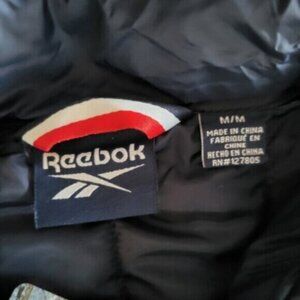 Reebok
M/M
MADE IN CHINA
FABRIQUÉ EN
CHINE
HECHO EN CHINA
RN#127805